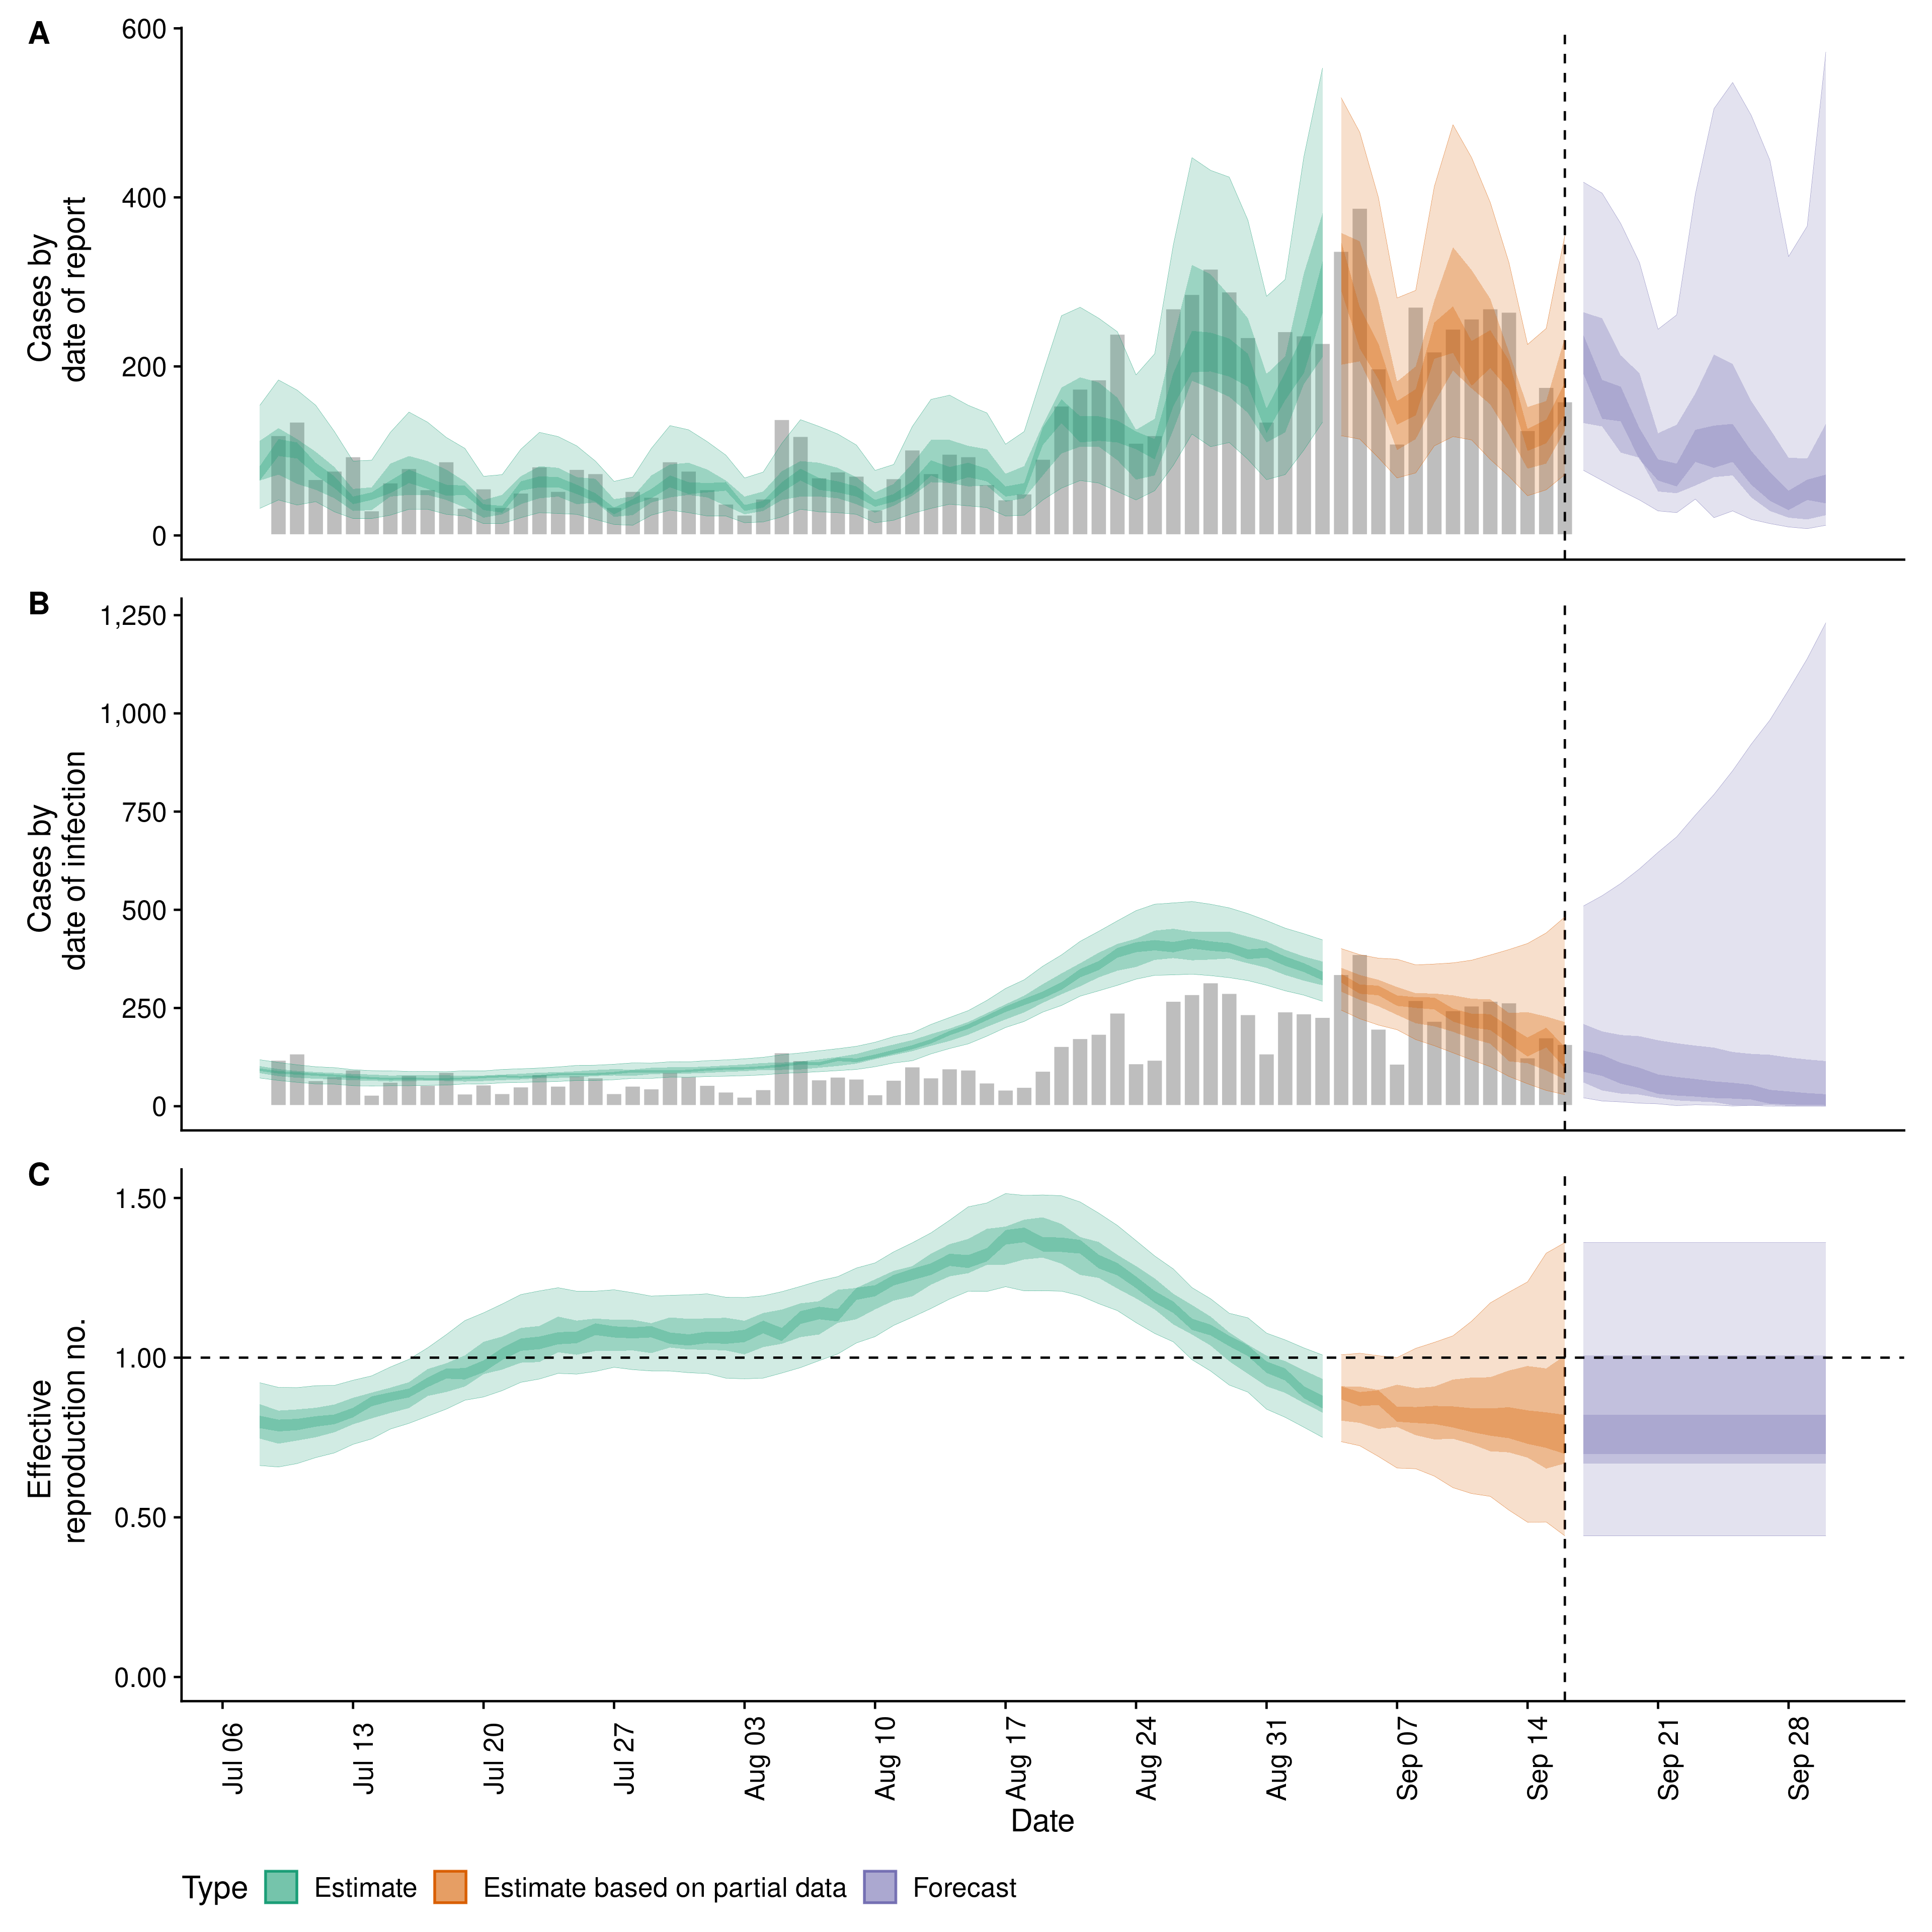 A
600
400
200
0
Cases by
date of report
B
1,250
1,000
750
500
250
0
Cases by
date of infection
C
1.50
1.00
0.50
0.00
Effective
reproduction no.
Jul 06
Jul 13
Jul 20
Jul 27
Aug 03
Aug 10
Aug 17
Aug 24
Aug 31
Sep 07
Sep 14
Sep 21
Sep 28
Date
Type Estimate Estimate based on partial data Forecast